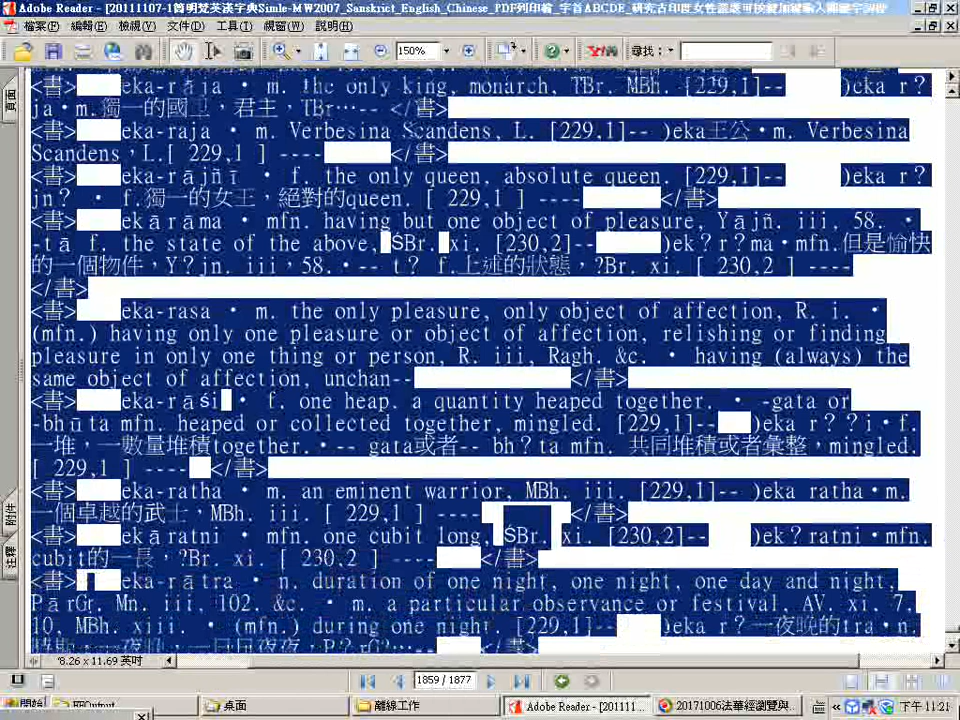 Adobe Reader - [20111107-1簡明梵英漢字典Simle-MW2007_Sanskrit_English_Chinese_PDF列印檔_字首ABCDE_研究古印度女性
檔案(F) 編輯(E) 檢視(V) 文件(D) 工具(T) 視窗(W) 說明(H)
150% 尋找：
頁面
<書> eka-rāja • m. the only king, monarch, TBr. MBh. [229,1]-- )eka r?
ja・m.獨一的國王，君主，TBr…-- </書>
<書> eka-raja • m. Verbesina Scandens, L. [229,1]-- )eka王公・m. Verbesina
Scandens，L.[ 229,1 ] ---- </書>
<書> eka-rājñī • f. the only queen, absolute queen. [229,1]-- )eka r?
jn? • f.獨一的女王，絕對的queen. [ 229,1 ] ---- </書>
<書> ekārāma • mfn. having but one object of pleasure, Yājñ. iii, 58. •
-tā f. the state of the above, ŚBr. xi. [230,2]-- )ek?r?ma・mfn.但是愉快
的一個物件，Y?jn. iii，58.・-- t? f.上述的狀態，?Br. xi. [ 230,2 ] ----
</書>
<書> eka-rasa • m. the only pleasure, only object of affection, R. i. •
(mfn.) having only one pleasure or object of affection, relishing or finding
pleasure in only one thing or person, R. iii, Ragh. &c. • having (always) the
same object of affection, unchan-- </書>
<書> eka-rāśi • f. one heap. a quantity heaped together. • -gata or
-bhūta mfn. heaped or collected together, mingled. [229,1]-- )eka r??i・f.
一堆，一數量堆積together.・-- gata或者-- bh?ta mfn. 共同堆積或者彙整，mingled.
[ 229,1 ] ---- </書>
<書> eka-ratha • m. an eminent warrior, MBh. iii. [229,1]-- )eka ratha・m.
一個卓越的武士，MBh. iii. [ 229,1 ] ---- </書>
<書> ekāratni • mfn. one cubit long, ŚBr. xi. [230,2]-- )ek?ratni・mfn.
cubit的一長，?Br. xi. [ 230,2 ] ---- </書>
<書> eka-rātra • n. duration of one night, one night, one day and night,
PārGṛ. Mn. iii, 102. &c. • m. a particular observance or festival, AV. xi, 7,
10, MBh. xiii. • (mfn.) during one night. [229,1]-- )eka r?一夜晚的tra・n.
附件
注釋
8.26 x 11.69 英吋
1859 / 1877
開始 FFOutput 桌面 離線工作 Adobe Reader - [201111... 20171006法華經瀏覽與... 下午 11:21